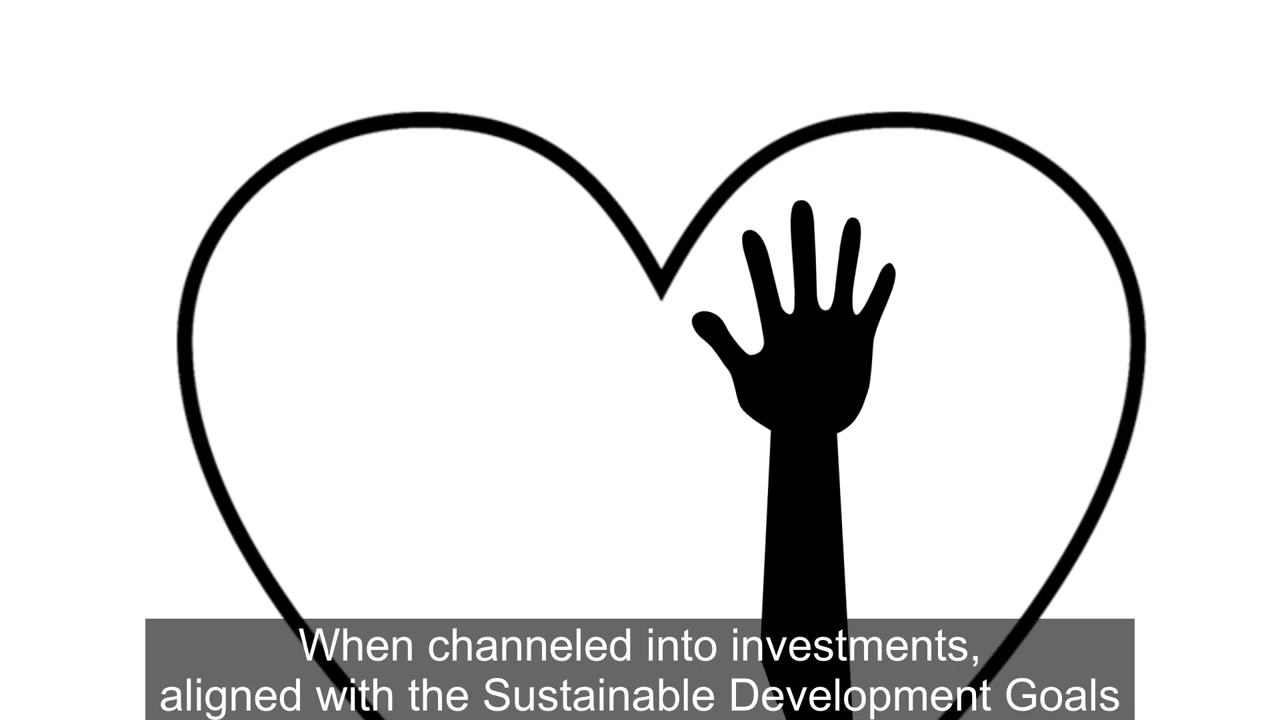 When channeled into investments,
aligned with the Sustainable Development Goals